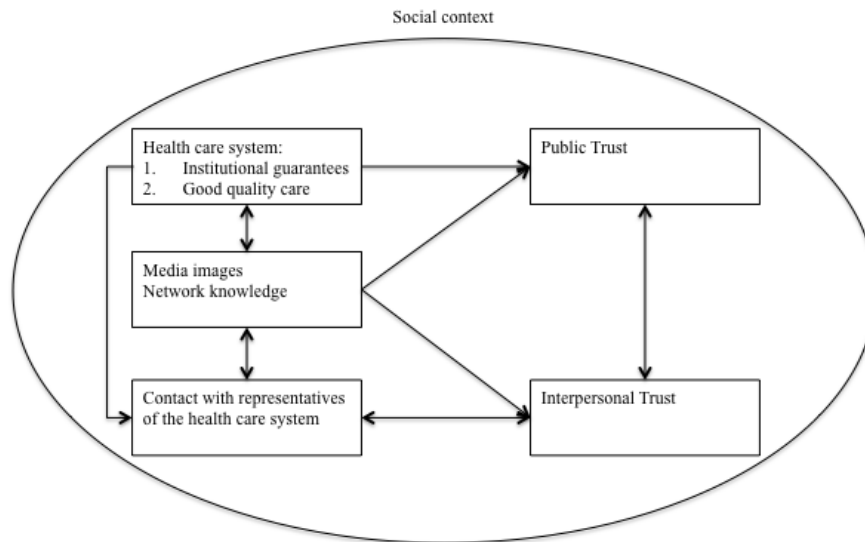 Social context
Health care system:
1. Institutional guarantees
2. Good quality care
Public Trust
Media images
Network knowledge
Contact with representatives
of the health care system
Interpersonal Trust